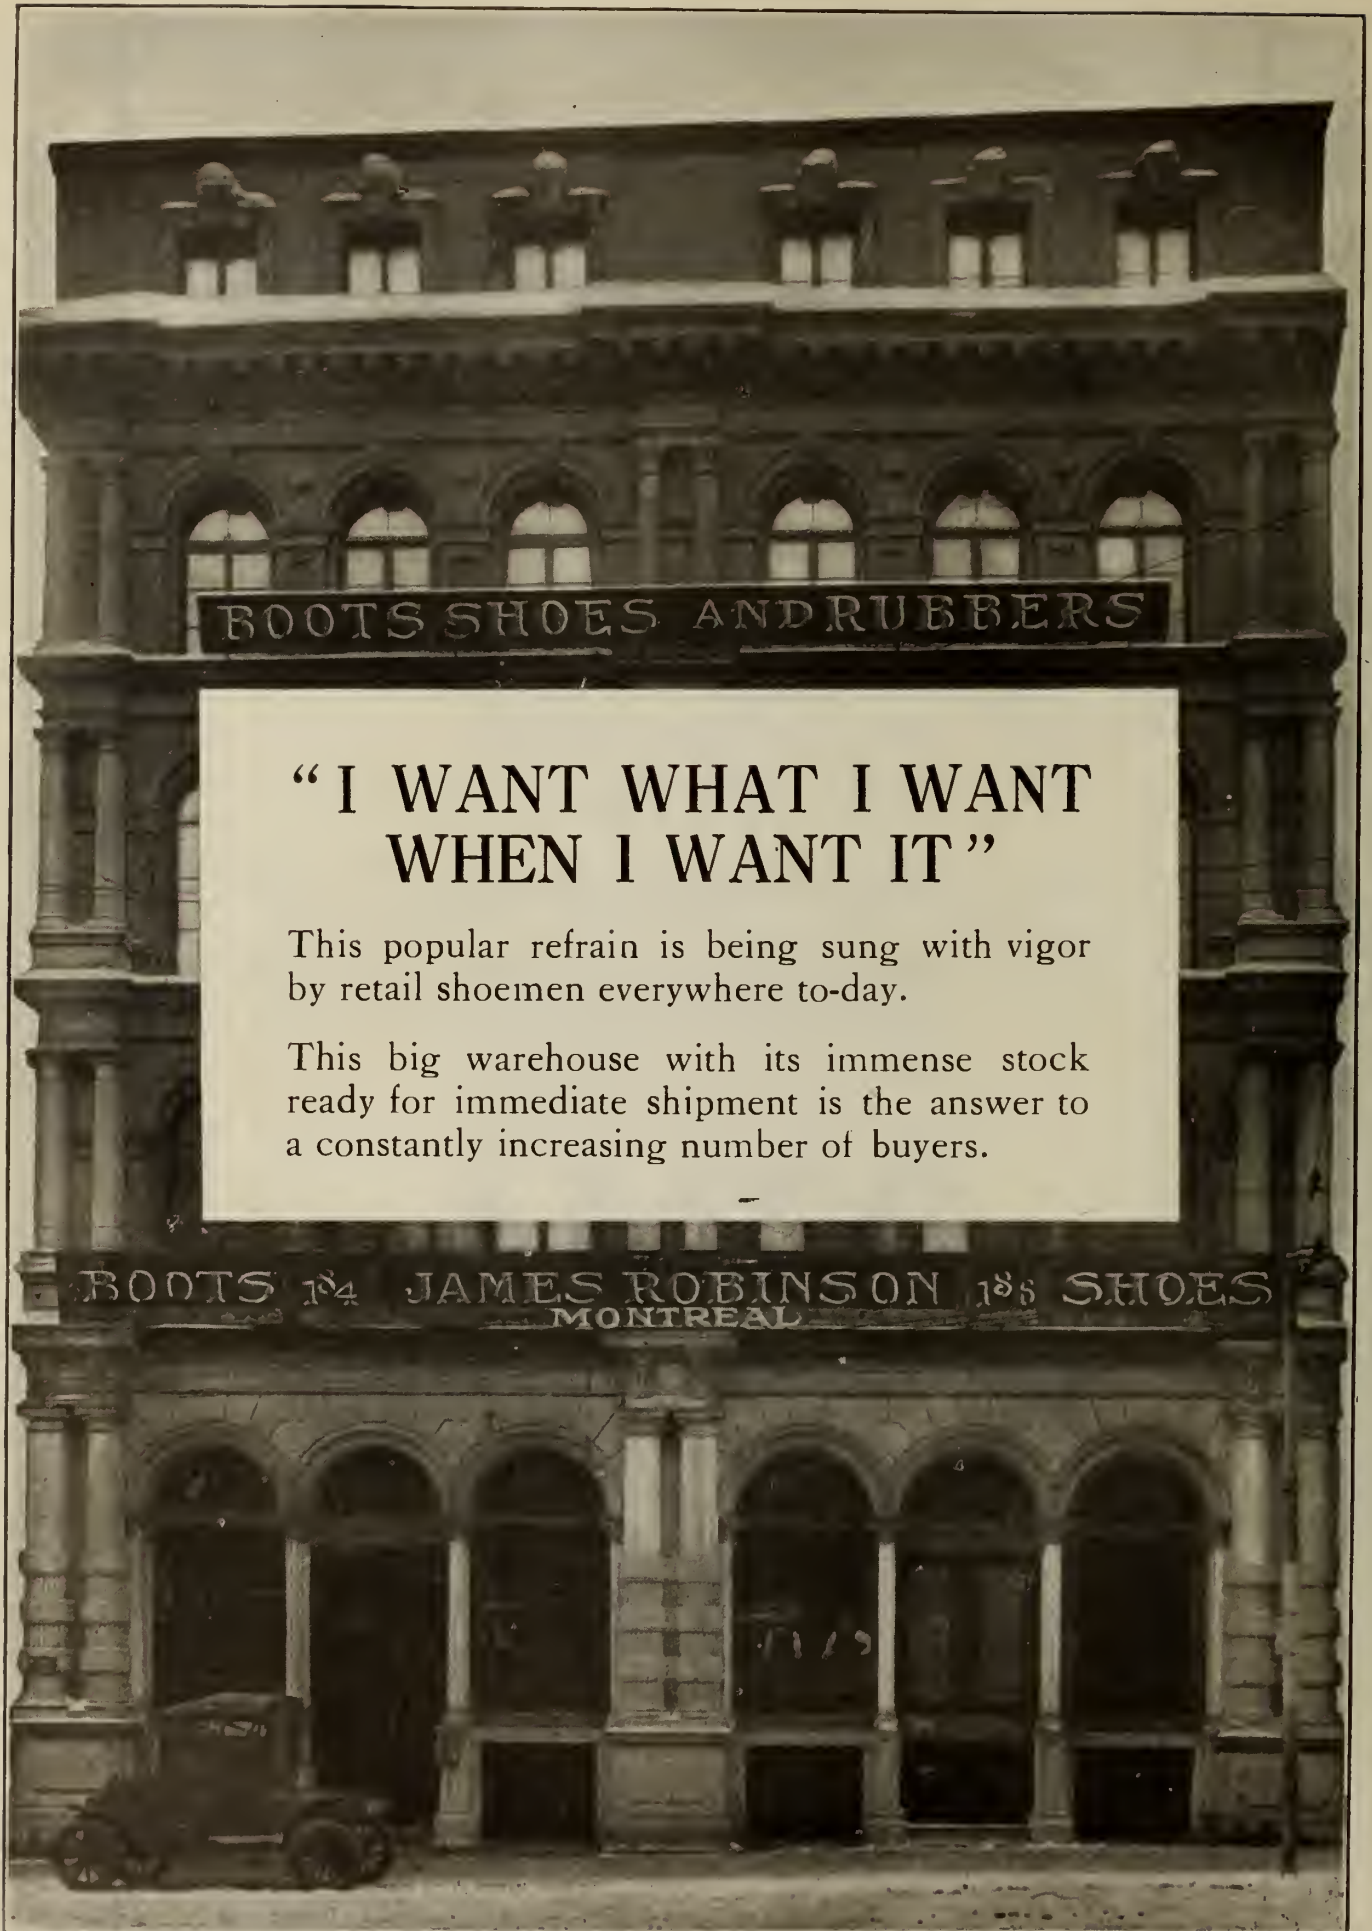 BOOTS SHOES AND RUBBERS
“I WANT WHAT I WANT
WHEN I WANT IT”
This popular refrain is being sung with vigor
by retail shoemen everywhere to-day.
This big warehouse with its immense stock
ready for immediate shipment is the answer to
a constantly increasing number of buyers.
BOOTS 184 JAMES ROBINSON 186 SHOES
MONTREAL